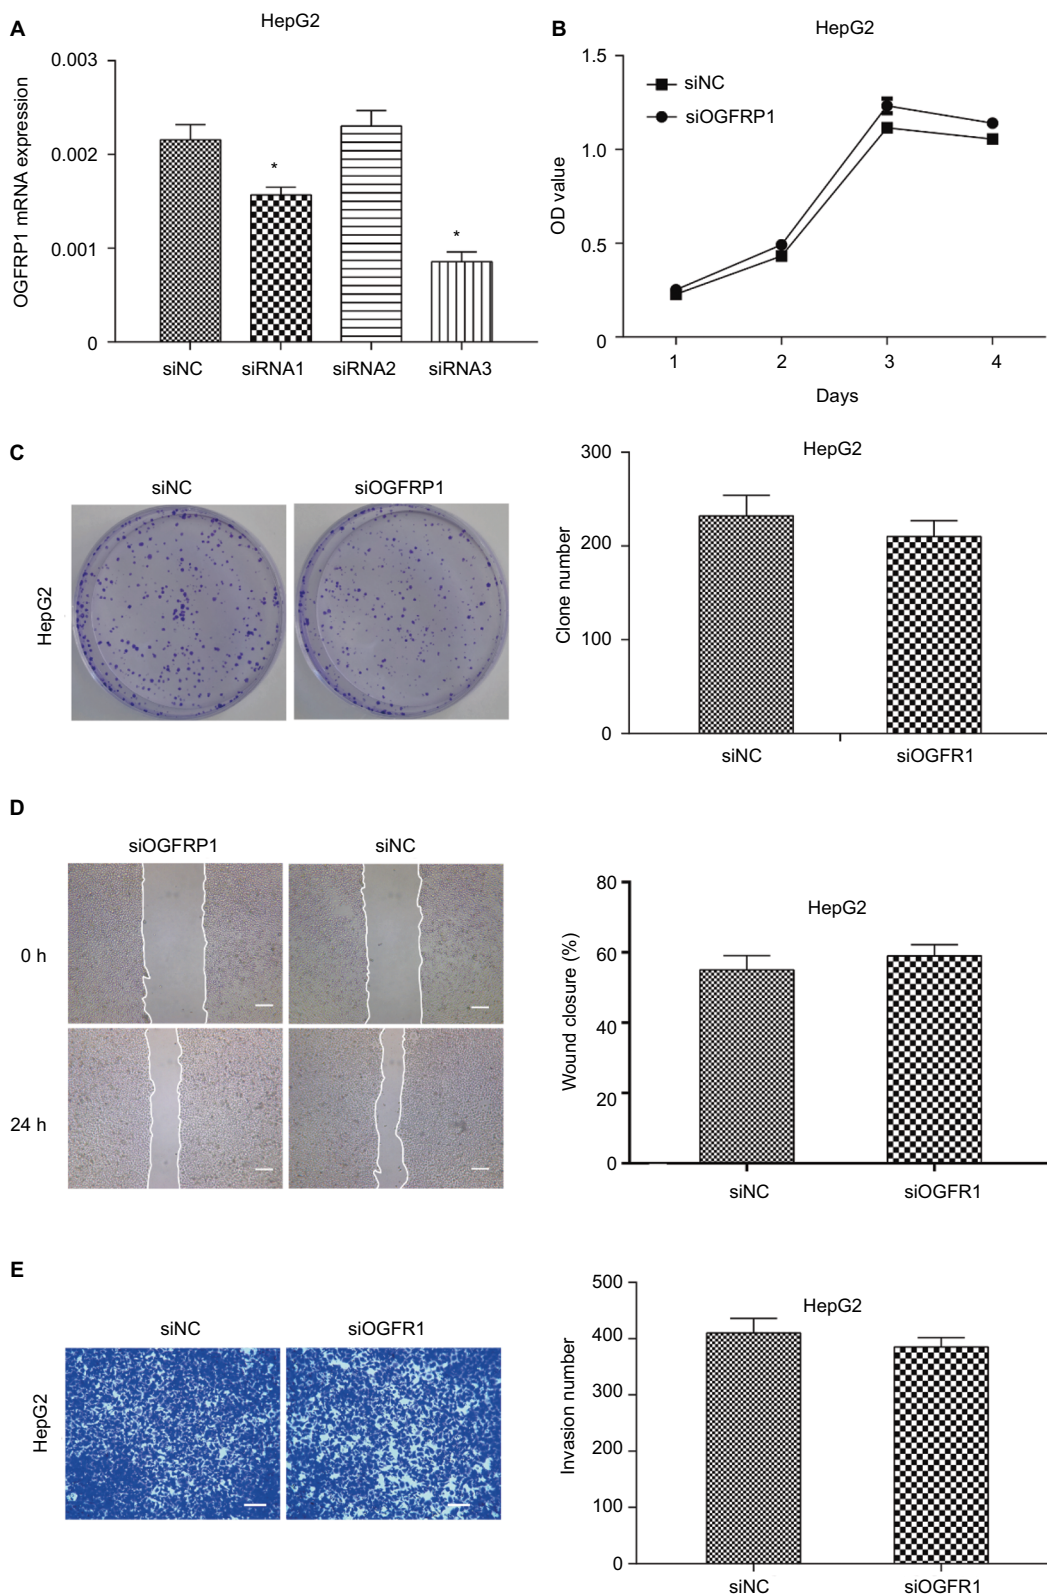 A
HepG2
OGFRP1 mRNA expression
0.003
0.002
0.001
0
*
*
siNC
siRNA1
siRNA2
siRNA3
B
HepG2
OD value
1.5
1.0
0.5
0
siNC
siOGFRP1
1
2
3
4
Days
C
siNC
siOGFRP1
HepG2
HepG2
Clone number
300
200
100
0
siNC
siOGFR1
D
siOGFRP1
siNC
0 h
24 h
HepG2
Wound closure (%)
80
60
40
20
0
siNC
siOGFR1
E
siNC
siOGFR1
HepG2
HepG2
Invasion number
500
400
300
200
100
0
siNC
siOGFR1